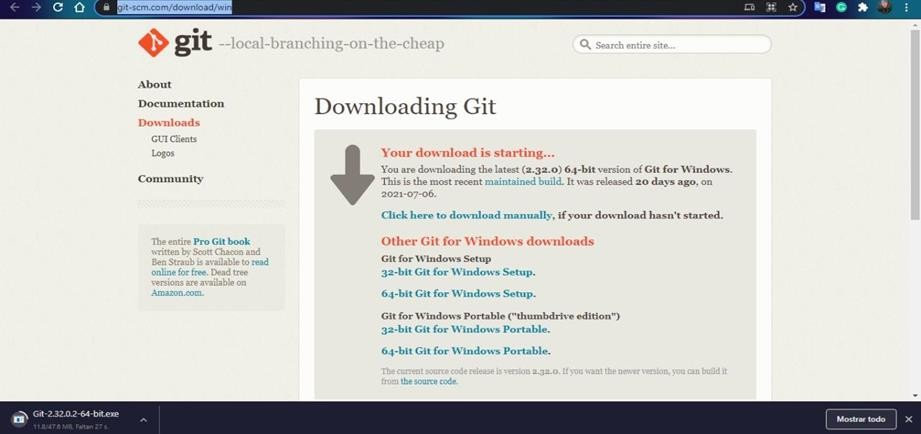 git-scm.com/download/win
git --local-branching-on-the-cheap
Search entire site...
About
Documentation
Downloads
GUI Clients
Logos
Community
The entire Pro Git book
written by Scott Chacon and
Ben Straub is available to read
online for free. Dead tree
versions are available on
Amazon.com.
Downloading Git
Your download is starting...
You are downloading the latest (2.32.0) 64-bit version of Git for Windows.
This is the most recent maintained build. It was released 20 days ago, on
2021-07-06.
Click here to download manually, if your download hasn't started.
Other Git for Windows downloads
Git for Windows Setup
32-bit Git for Windows Setup.
64-bit Git for Windows Setup.
Git for Windows Portable ("thumbdrive edition")
32-bit Git for Windows Portable.
64-bit Git for Windows Portable.
The current source code release is version 2.32.0. If you want the newer version, you can build it
from the source code.
Git-2.32.0.2-64-bit.exe
11.8/47.6 MB, Faltan 27 s.
Mostrar todo